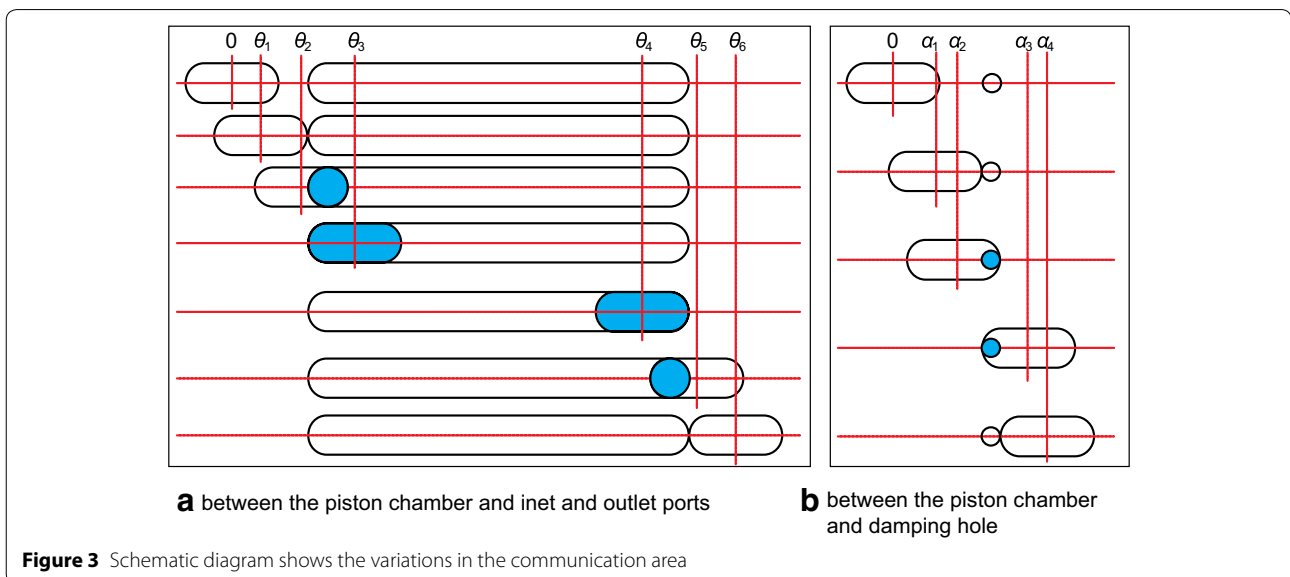 0 θ1 θ2 θ3 θ4 θ5 θ6
0 α1 α2 α3 α4
a between the piston chamber and inet and outlet ports
b between the piston chamber
and damping hole
Figure 3 Schematic diagram shows the variations in the communication area